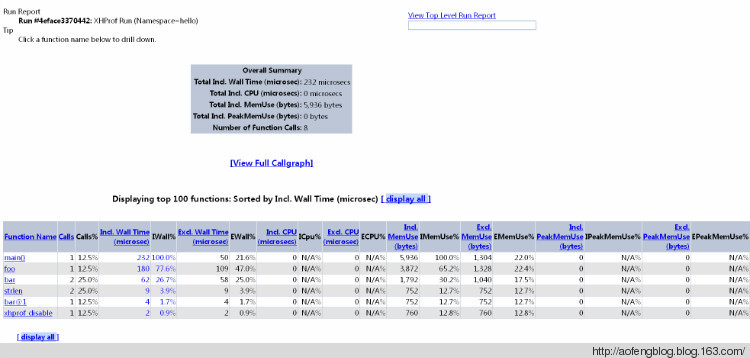 Run Report
Run #4eface3370442: XHProf Run (Namespace=hello)
Tip
Click a function name below to drill down.
View Top Level Run Report
Overall Summary
Total Incl. Wall Time (microsec): 232 microsecs
Total Incl. CPU (microsecs): 0 microsecs
Total Incl. MemUse (bytes): 5,936 bytes
Total Incl. PeakMemUse (bytes): 0 bytes
Number of Function Calls: 8
[View Full Callgraph]
Displaying top 100 functions: Sorted by Incl. Wall Time (microsec) [ display all ]
Function Name Calls Calls% Incl. Wall Time (microsec) IWall% Excl. Wall Time (microsec) EWall% Incl. CPU (microsecs) ICpu% Excl. CPU (microsec) ECPU% Incl. MemUse (bytes) IMemUse% Excl. MemUse (bytes) EMemUse% Incl. PeakMemUse (bytes) IPeakMemUse% Excl. PeakMemUse (bytes) EPeakMemUse%
main() 1 12.5% 232 100.0% 50 21.6% 0 N/A% 0 N/A% 5,936 100.0% 1,304 22.0% 0 N/A% 0 N/A%
foo 1 12.5% 180 77.6% 109 47.0% 0 N/A% 0 N/A% 3,872 65.2% 1,328 22.4% 0 N/A% 0 N/A%
bar 2 25.0% 62 26.7% 58 25.0% 0 N/A% 0 N/A% 1,792 30.2% 1,040 17.5% 0 N/A% 0 N/A%
strlen 2 25.0% 9 3.9% 9 3.9% 0 N/A% 0 N/A% 752 12.7% 752 12.7% 0 N/A% 0 N/A%
bar@1 1 12.5% 4 1.7% 4 1.7% 0 N/A% 0 N/A% 752 12.7% 752 12.7% 0 N/A% 0 N/A%
xhprof_disable 1 12.5% 2 0.9% 2 0.9% 0 N/A% 0 N/A% 760 12.8% 760 12.8% 0 N/A% 0 N/A%
[ display all ]
http://aofengblog.blog.163.com/